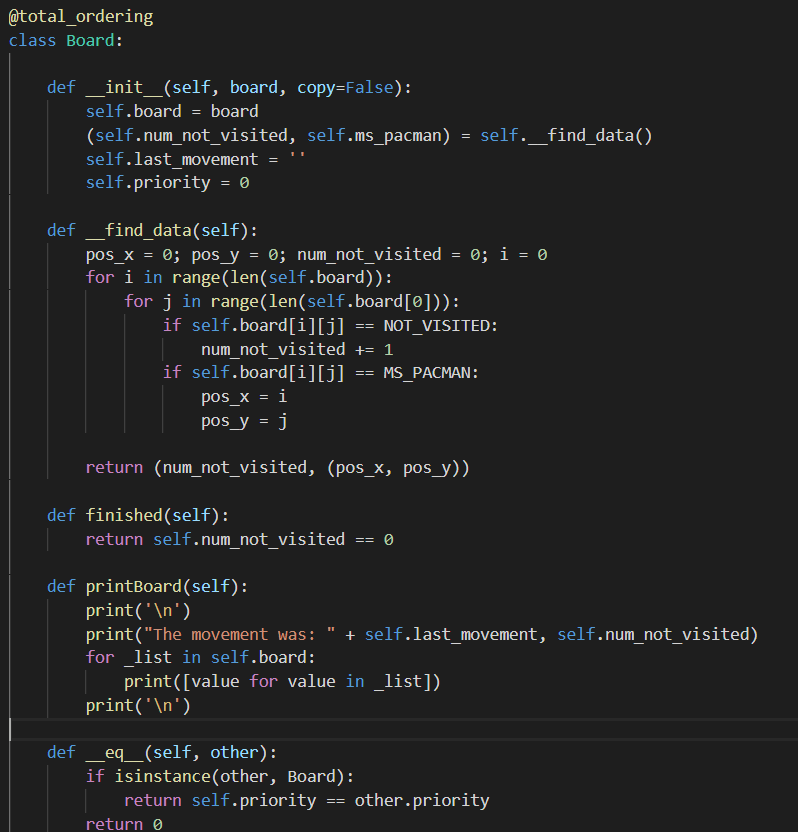 @total_ordering
class Board:
    def __init__(self, board, copy=False):
        self.board = board
        (self.num_not_visited, self.ms_pacman) = self.__find_data()
        self.last_movement = ''
        self.priority = 0
    def __find_data(self):
        pos_x = 0; pos_y = 0; num_not_visited = 0; i = 0
        for i in range(len(self.board)):
            for j in range(len(self.board[0])):
                if self.board[i][j] == NOT_VISITED:
                    num_not_visited += 1
                if self.board[i][j] == MS_PACMAN:
                    pos_x = i
                    pos_y = j
        return (num_not_visited, (pos_x, pos_y))
    def finished(self):
        return self.num_not_visited == 0
    def printBoard(self):
        print('\n')
        print("The movement was: " + self.last_movement, self.num_not_visited)
        for _list in self.board:
            print([value for value in _list])
        print('\n')
    def __eq__(self, other):
        if isinstance(other, Board):
            return self.priority == other.priority
        return 0